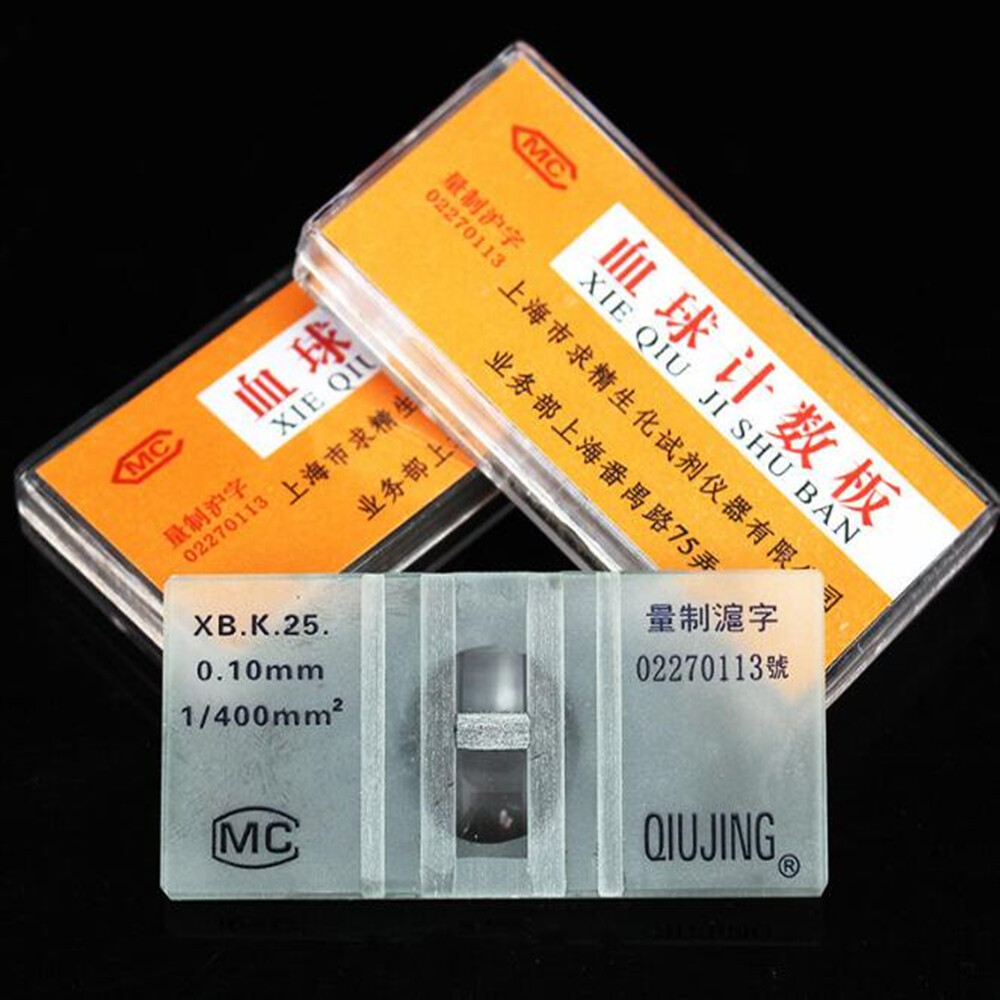 MC
量制沪字
02270113
血球计数板
XIE QIU JI SHU BAN
上海市求精生化试剂仪器有限公司
业务部上海番禺路75弄
血球
XIE QIU
MC
量制沪字
02270113
上海市求精生
业务部上
XB.K.25.
0.10mm
1/400mm²
MC
量制滬字
02270113號
QIUJING®